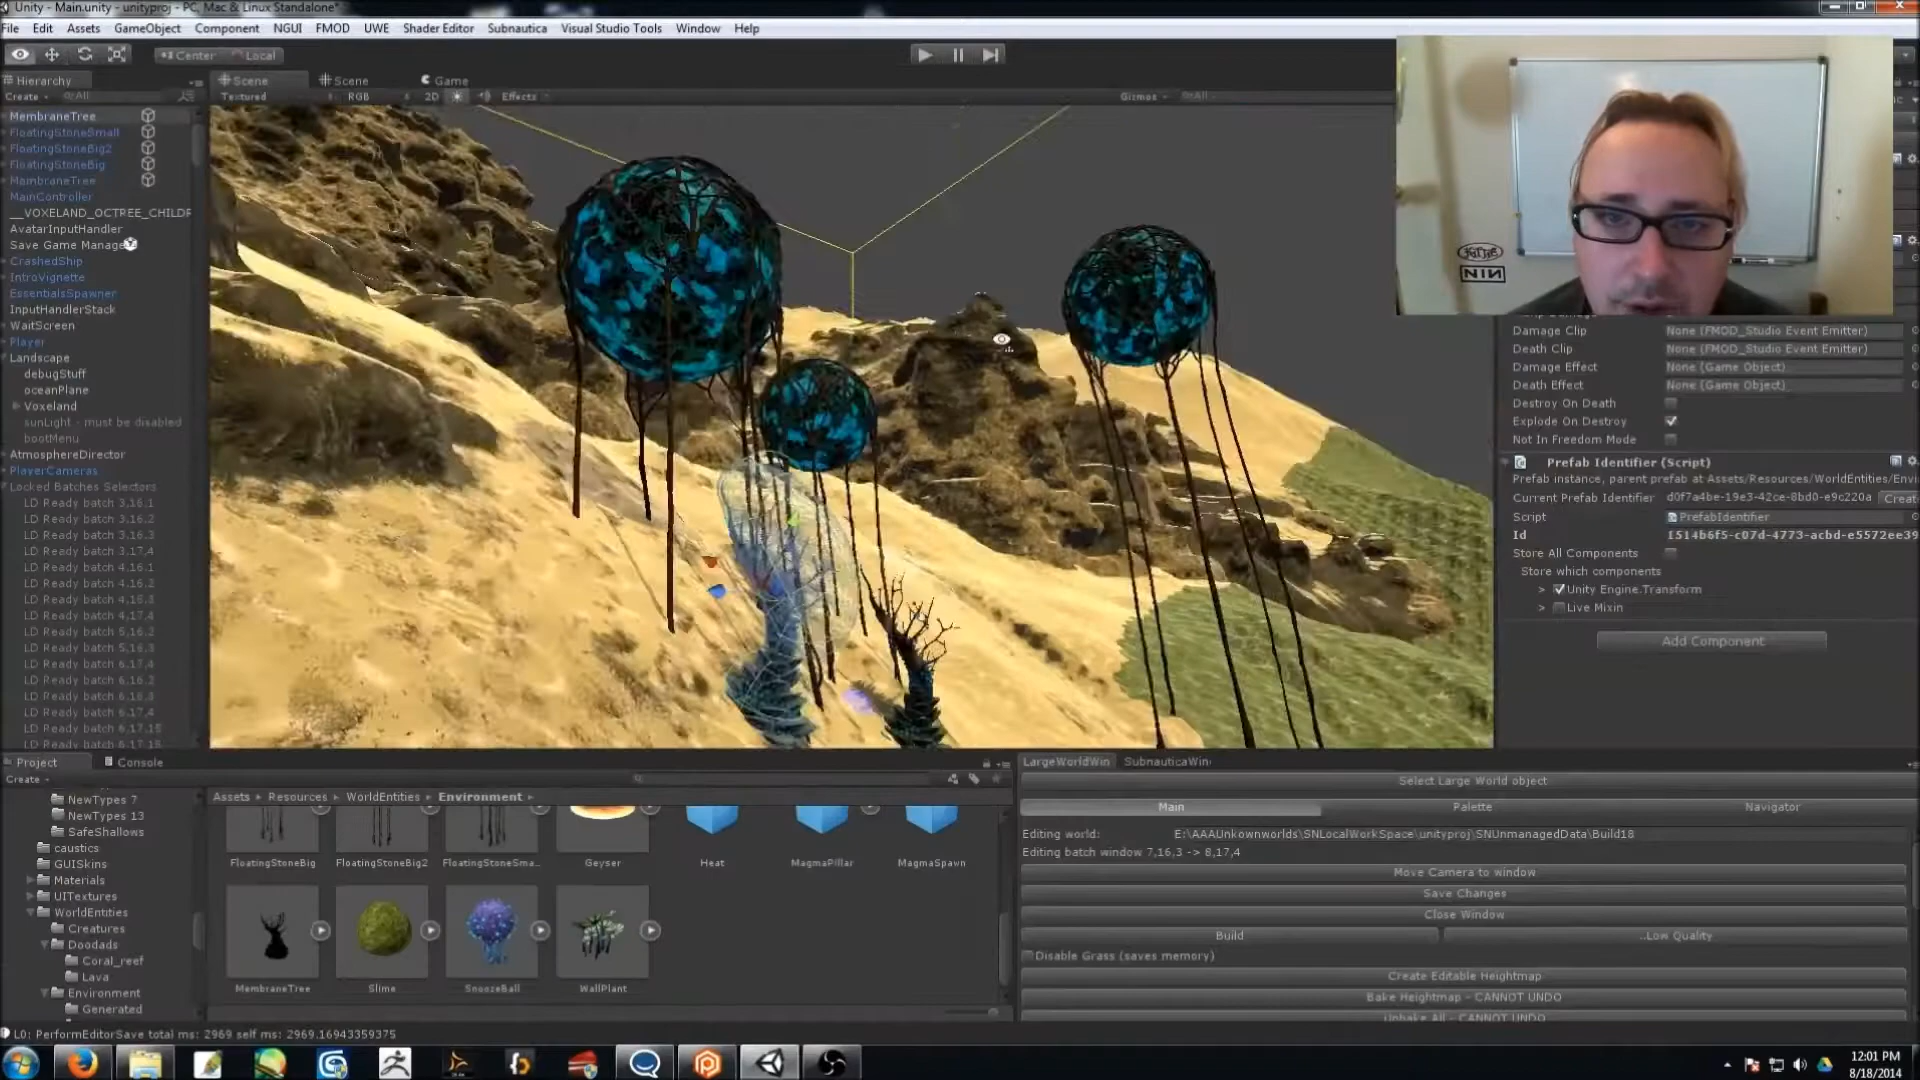 Unity - Main.unity - unityproj - PC, Mac & Linux Standalone*
File Edit Assets GameObject Component NGUI FMOD UWE Shader Editor Subnautica Visual Studio Tools Window Help
Center Local
Hierarchy
Scene Scene Game
Create All
Textured RGB 2D Effects Gizmos All
MembraneTree
FloatingStoneSmall
FloatingStoneBig2
FloatingStoneBig
MambraneTree
MainController
__VOXELAND_OCTREE_CHILDR
AvatarInputHandler
Save Game Manage
CrashedShip
IntroVignette
EssentialsSpawner
InputHandlerStack
WaitScreen
Player
Landscape
debugStuff
oceanPlane
Voxeland
sunLight - must be disabled
bootMenu
AtmosphereDirector
PlayerCameras
Locked Batches Selectors
LD Ready batch 3,16,1
LD Ready batch 3,16,2
LD Ready batch 3,16,3
LD Ready batch 3,17,4
LD Ready batch 4,16,1
LD Ready batch 4,16,2
LD Ready batch 4,16,3
LD Ready batch 4,17,4
LD Ready batch 5,16,2
LD Ready batch 5,16,3
LD Ready batch 6,17,4
LD Ready batch 6,16,2
LD Ready batch 6,16,3
LD Ready batch 6,17,4
LD Ready batch 6,17,15
NIN
Damage Clip None (FMOD_Studio Event Emitter)
Death Clip None (FMOD_Studio Event Emitter)
Damage Effect None (Game Object)
Death Effect None (Game Object)
Destroy On Death
Explode On Destroy
Not In Freedom Mode
Prefab Identifier (Script)
Prefab instance, parent prefab at Assets/Resources/WorldEntities/Envi
Current Prefab Identifier d0f7a4be-19e3-42ce-8bd0-e9c220a Creat
Script PrefabIdentifier
Id 1514b6f5-c07d-4773-acbd-e5572ee39
Store All Components
Store which components
> Unity Engine.Transform
> Live Mixin
Add Component
Project Console
Create
NewTypes 7
NewTypes 13
SafeShallows
caustics
GUISkins
Materials
UITextures
WorldEntities
Creatures
Doodads
Coral_reef
Lava
Environment
Generated
Assets Resources WorldEntities Environment
FloatingStoneBig FloatingStoneBig2 FloatingStoneSma... Geyser Heat MagmaPillar MagmaSpawn
MembraneTree Slime SnoozeBall WallPlant
LargeWorldWin SubnauticaWin
Select Large World object
Main Palette Navigator
Editing world: E:\AAAUnkownworlds\SNLocalWorkSpace\unityproj\SNUnmanagedData\Build18
Editing batch window 7,16,3 -> 8,17,4
Move Camera to window
Save Changes
Close Window
Build ..Low Quality
Disable Grass (saves memory)
Create Editable Heightmap
Bake Heightmap - CANNOT UNDO
Unbake All - CANNOT UNDO
L0: PerformEditorSave total ms: 2969 self ms: 2969.16943359375
12:01 PM
8/18/2014